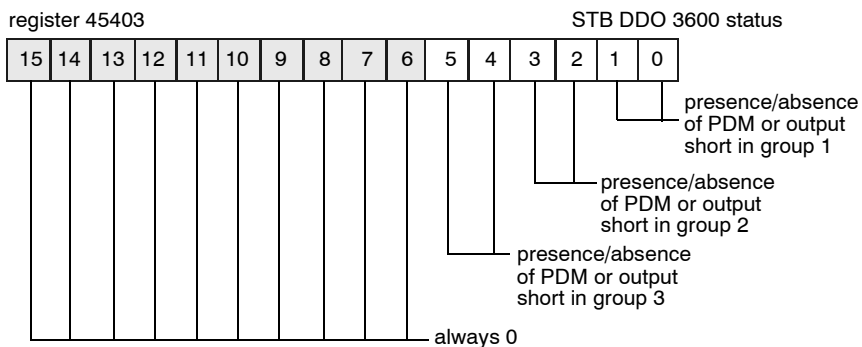 register 45403 STB DDO 3600 status
15 14 13 12 11 10 9 8 7 6 5 4 3 2 1 0
presence/absence
of PDM or output
short in group 1
presence/absence
of PDM or output
short in group 2
presence/absence
of PDM or output
short in group 3
always 0